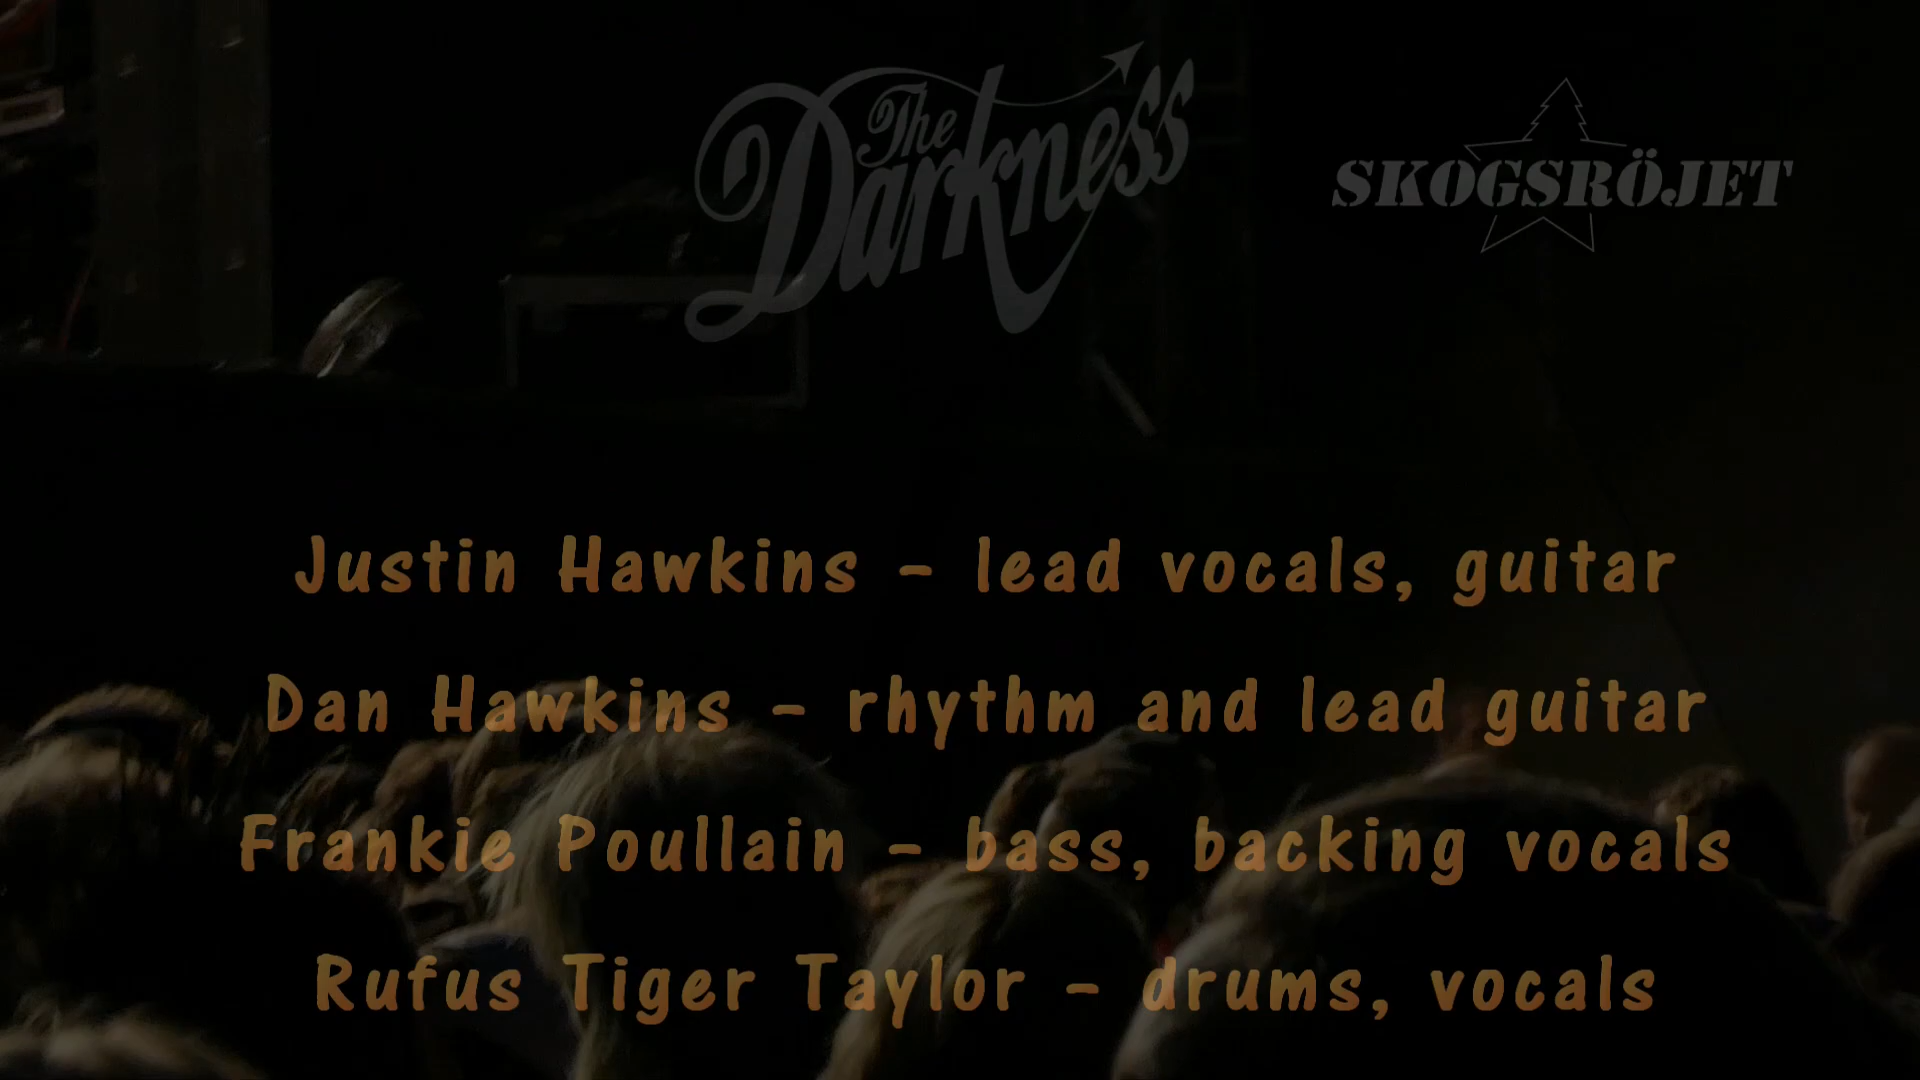 The Darkness
SKOGSRÖJET
Justin Hawkins – lead vocals, guitar
Dan Hawkins – rhythm and lead guitar
Frankie Poullain – bass, backing vocals
Rufus Tiger Taylor – drums, vocals